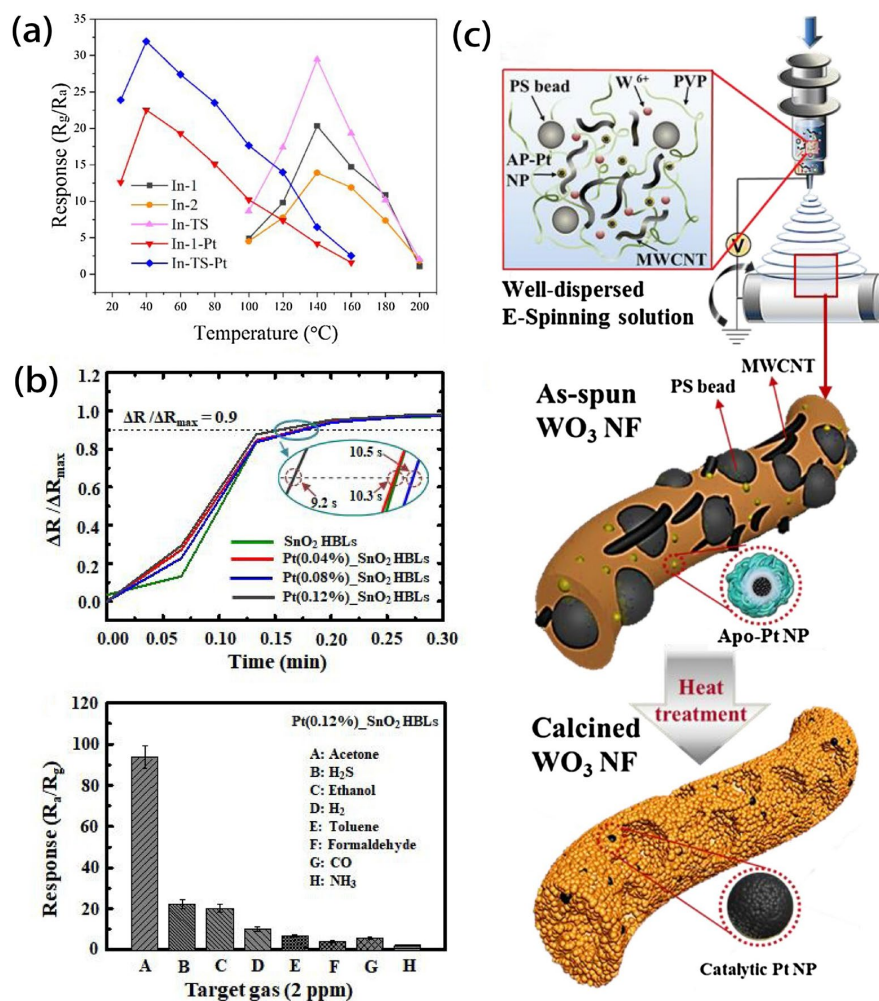 (a)
Response (Rg/Ra)
35
30
25
20
15
10
5
0
In-1
In-2
In-TS
In-1-Pt
In-TS-Pt
20 40 60 80 100 120 140 160 180 200
Temperature (°C)
(b)
ΔR /ΔRmax
1.2
1.0
0.8
0.6
0.4
0.2
0.0
ΔR /ΔRmax = 0.9
10.5 s
9.2 s
10.3 s
SnO2 HBLs
Pt(0.04%)_SnO2 HBLs
Pt(0.08%)_SnO2 HBLs
Pt(0.12%)_SnO2 HBLs
0.00 0.05 0.10 0.15 0.20 0.25 0.30
Time (min)
Response (Ra/Rg)
120
100
80
60
40
20
0
Pt(0.12%)_SnO2 HBLs
A: Acetone
B: H2S
C: Ethanol
D: H2
E: Toluene
F: Formaldehyde
G: CO
H: NH3
A B C D E F G H
Target gas (2 ppm)
(c)
PS bead
W6+
PVP
AP-Pt
NP
MWCNT
V
Well-dispersed
E-Spinning solution
As-spun
WO3 NF
PS bead
MWCNT
Apo-Pt NP
Heat
treatment
Calcined
WO3 NF
Catalytic Pt NP